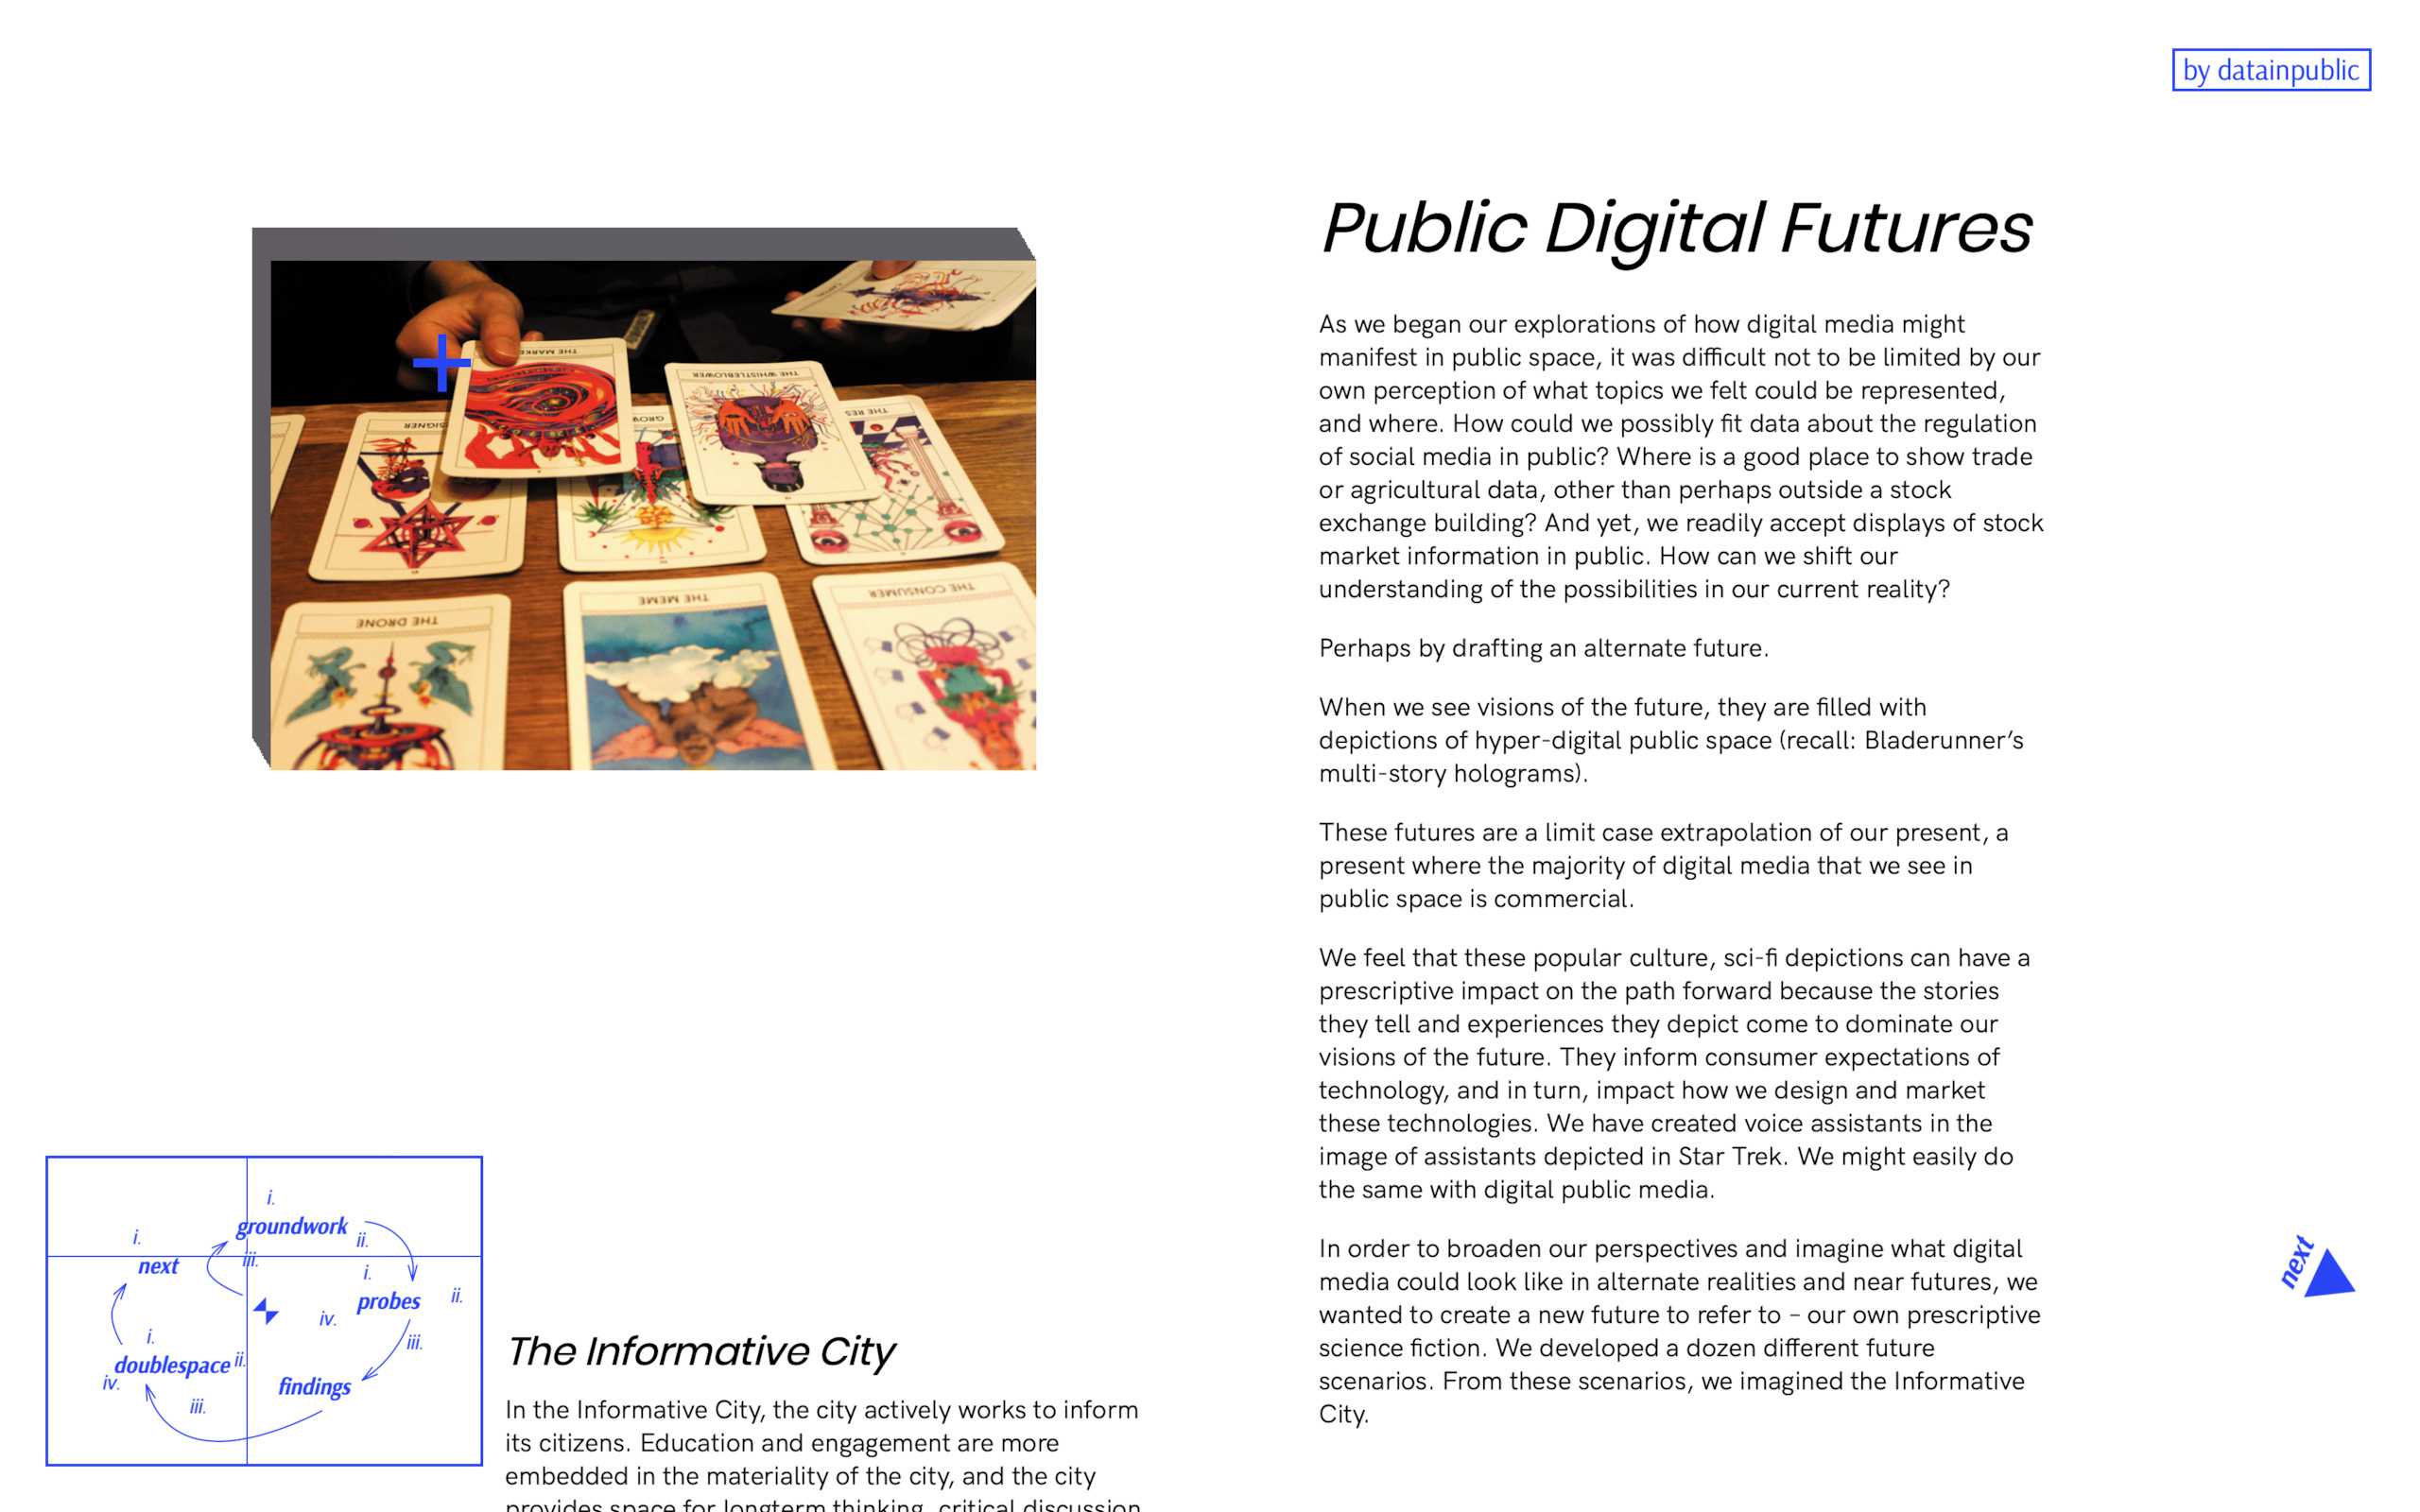 by datainpublic
THE MARKE
THE WHISTLEBLOWER
SIGNER
GROW
THE RES
THE DRONE
THE MEME
THE CONSUMER
Public Digital Futures
As we began our explorations of how digital media might
manifest in public space, it was difficult not to be limited by our
own perception of what topics we felt could be represented,
and where. How could we possibly fit data about the regulation
of social media in public? Where is a good place to show trade
or agricultural data, other than perhaps outside a stock
exchange building? And yet, we readily accept displays of stock
market information in public. How can we shift our
understanding of the possibilities in our current reality?
Perhaps by drafting an alternate future.
When we see visions of the future, they are filled with
depictions of hyper-digital public space (recall: Bladerunner’s
multi-story holograms).
These futures are a limit case extrapolation of our present, a
present where the majority of digital media that we see in
public space is commercial.
We feel that these popular culture, sci-fi depictions can have a
prescriptive impact on the path forward because the stories
they tell and experiences they depict come to dominate our
visions of the future. They inform consumer expectations of
technology, and in turn, impact how we design and market
these technologies. We have created voice assistants in the
image of assistants depicted in Star Trek. We might easily do
the same with digital public media.
In order to broaden our perspectives and imagine what digital
media could look like in alternate realities and near futures, we
wanted to create a new future to refer to – our own prescriptive
science fiction. We developed a dozen different future
scenarios. From these scenarios, we imagined the Informative
City.
next
i.
groundwork
ii.
iii.
i.
next
i.
probes
ii.
iv.
iii.
i.
doublespace
ii.
iv.
iii.
findings
The Informative City
In the Informative City, the city actively works to inform
its citizens. Education and engagement are more
embedded in the materiality of the city, and the city
provides space for longterm thinking, critical discussion